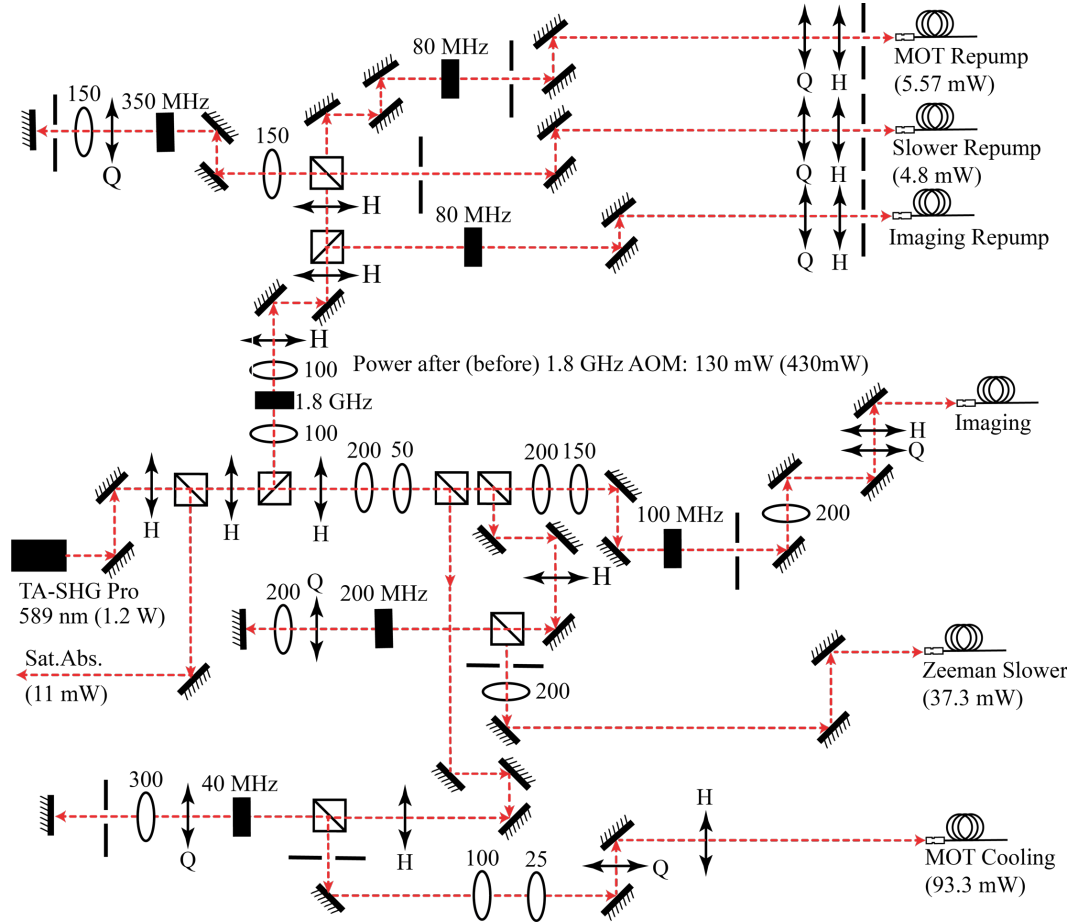 80 MHz
MOT Repump
(5.57 mW)
Q
H
150
350 MHz
Q
150
Slower Repump
(4.8 mW)
Q
H
H
80 MHz
Imaging Repump
Q
H
H
H
100
Power after (before) 1.8 GHz AOM: 130 mW (430mW)
1.8 GHz
100
Imaging
H
Q
200
50
200
150
H
H
H
100 MHz
200
TA-SHG Pro
589 nm (1.2 W)
H
200
Q
200 MHz
Sat.Abs.
(11 mW)
200
Zeeman Slower
(37.3 mW)
300
40 MHz
Q
H
H
100
25
Q
MOT Cooling
(93.3 mW)